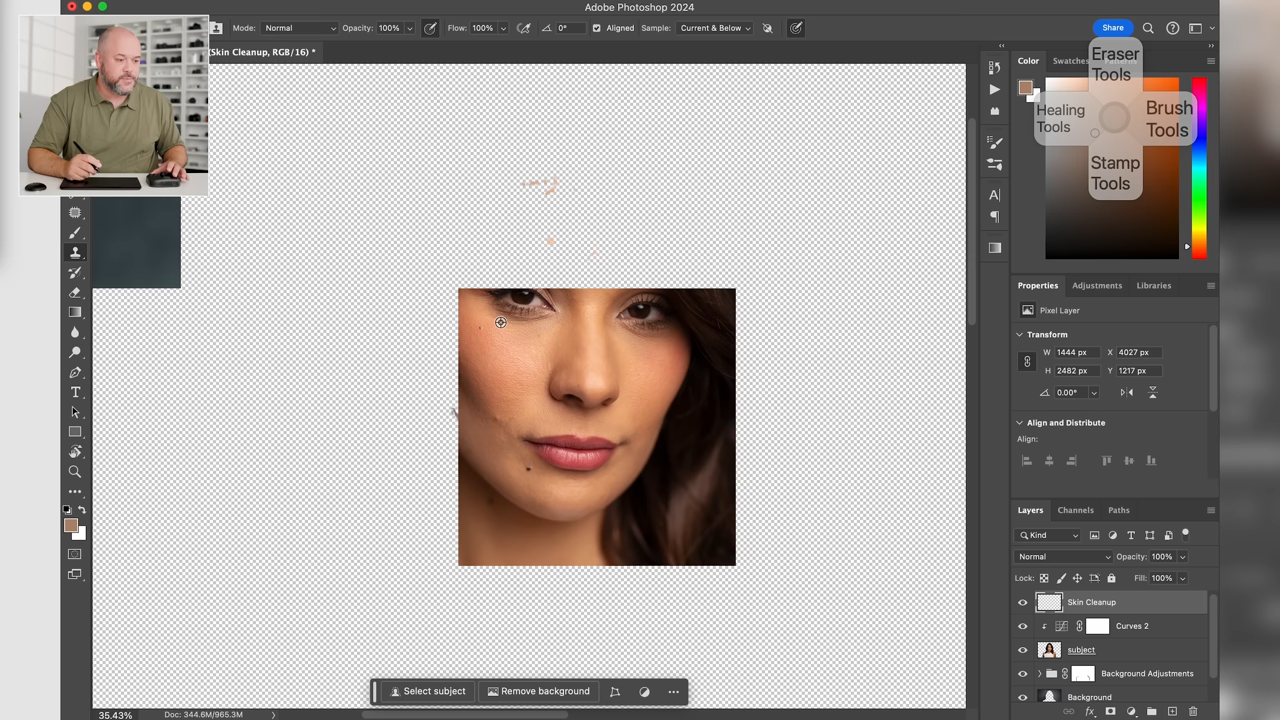 Adobe Photoshop 2024
Mode: Normal Opacity: 100% Flow: 100% 0° Aligned Sample: Current & Below Share
(Skin Cleanup, RGB/16) *
Color Swatches
Eraser
Tools
Healing
Tools
Brush
Tools
Stamp
Tools
Properties Adjustments Libraries
Pixel Layer
Transform
W 1444 px X 4027 px
H 2482 px Y 1217 px
0.00°
Align and Distribute
Align:
Layers Channels Paths
Kind
Normal Opacity: 100%
Lock: Fill: 100%
Skin Cleanup
Curves 2
subject
Background Adjustments
Background
Select subject Remove background
35.43% Doc: 344.6M/965.3M